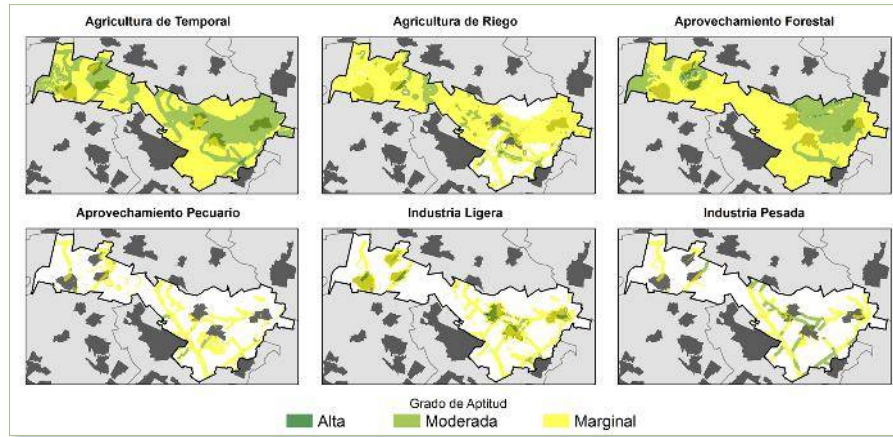 Agricultura de Temporal
Agricultura de Riego
Aprovechamiento Forestal
Aprovechamiento Pecuario
Industria Ligera
Industria Pesada
Grado de Aptitud
Alta
Moderada
Marginal